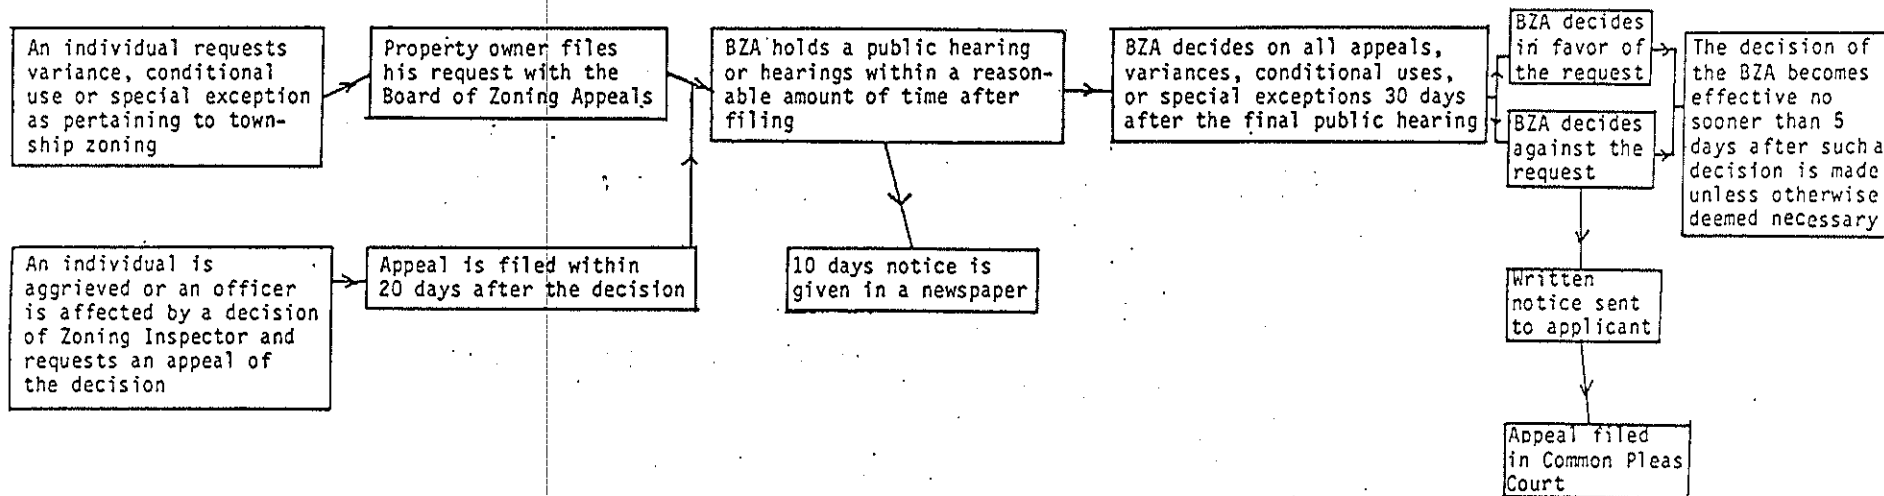 An individual requests
variance, conditional
use or special exception
as pertaining to town-
ship zoning
Property owner files
his request with the
Board of Zoning Appeals
BZA holds a public hearing
or hearings within a reason-
able amount of time after
filing
BZA decides on all appeals,
variances, conditional uses,
or special exceptions 30 days
after the final public hearing
BZA decides
in favor of
the request
BZA decides
against the
request
The decision of
the BZA becomes
effective no
sooner than 5
days after such a
decision is made
unless otherwise
deemed necessary
An individual is
aggrieved or an officer
is affected by a decision
of Zoning Inspector and
requests an appeal of
the decision
Appeal is filed within
20 days after the decision
10 days notice is
given in a newspaper
Written
notice sent
to applicant
Appeal filed
in Common Pleas
Court